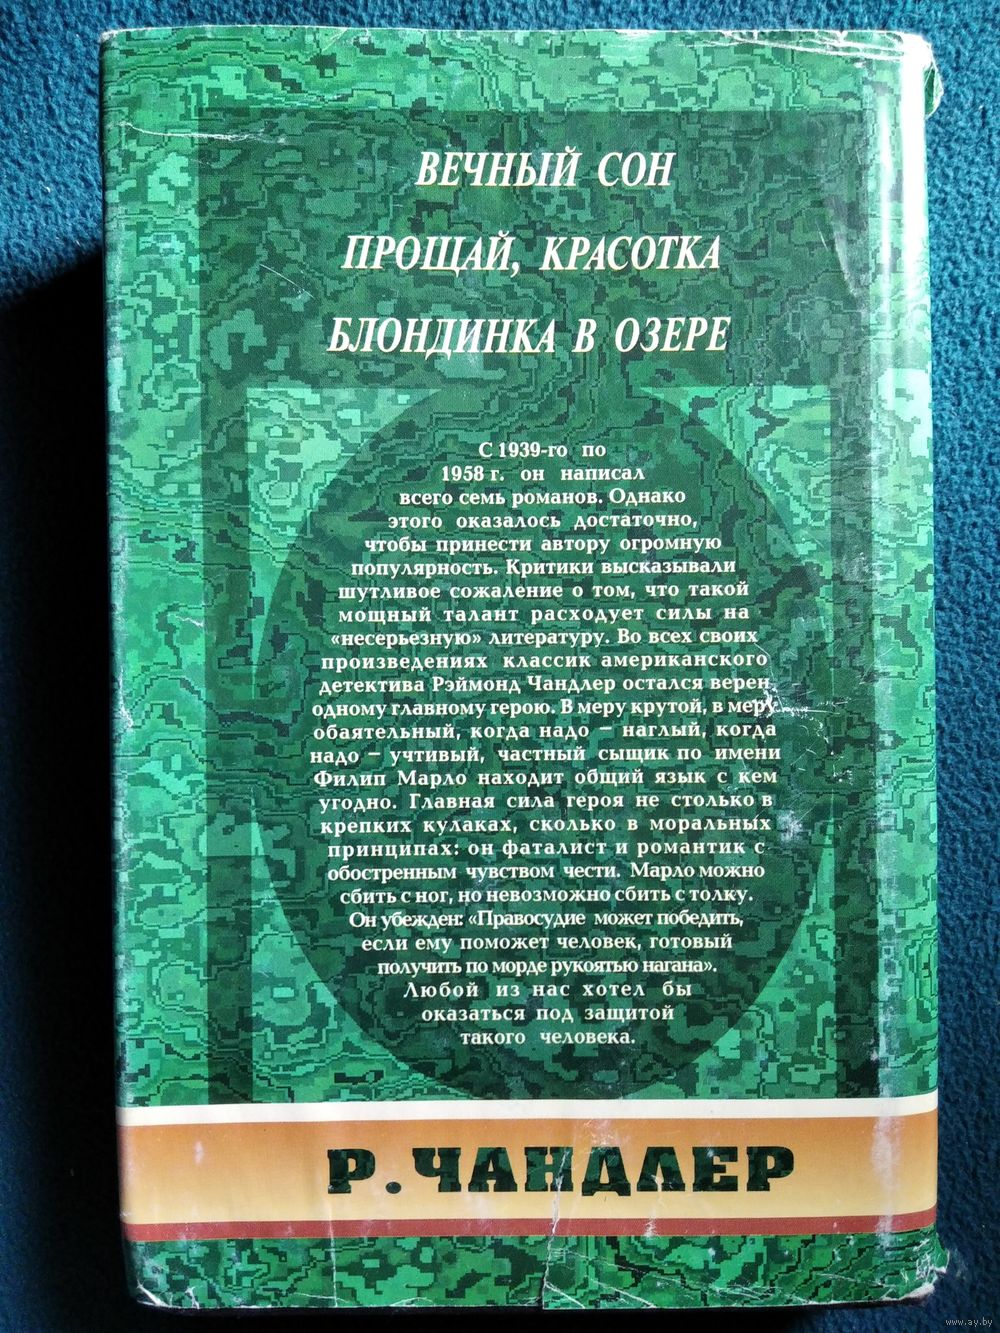 ВЕЧНЫЙ СОН
ПРОЩАЙ, КРАСОТКА
БЛОНДИНКА В ОЗЕРЕ
С 1939-го по
1958 г. он написал
всего семь романов. Однако
этого оказалось достаточно,
чтобы принести автору огромную
популярность. Критики высказывали
шутливое сожаление о том, что такой
мощный талант расходует силы на
«несерьезную» литературу. Во всех своих
произведениях классик американского
детектива Рэймонд Чандлер остался верен
одному главному герою. В меру крутой, в меру
обаятельный, когда надо – наглый, когда
надо – учтивый, частный сыщик по имени
Филип Марло находит общий язык с кем
угодно. Главная сила героя не столько в
крепких кулаках, сколько в моральных
принципах: он фаталист и романтик с
обостренным чувством чести. Марло можно
сбить с ног, но невозможно сбить с толку.
Он убежден: «Правосудие может победить,
если ему поможет человек, готовый
получить по морде рукоятью нагана».
Любой из нас хотел бы
оказаться под защитой
такого человека.
Р. ЧАНДЛЕР
www.ay.by